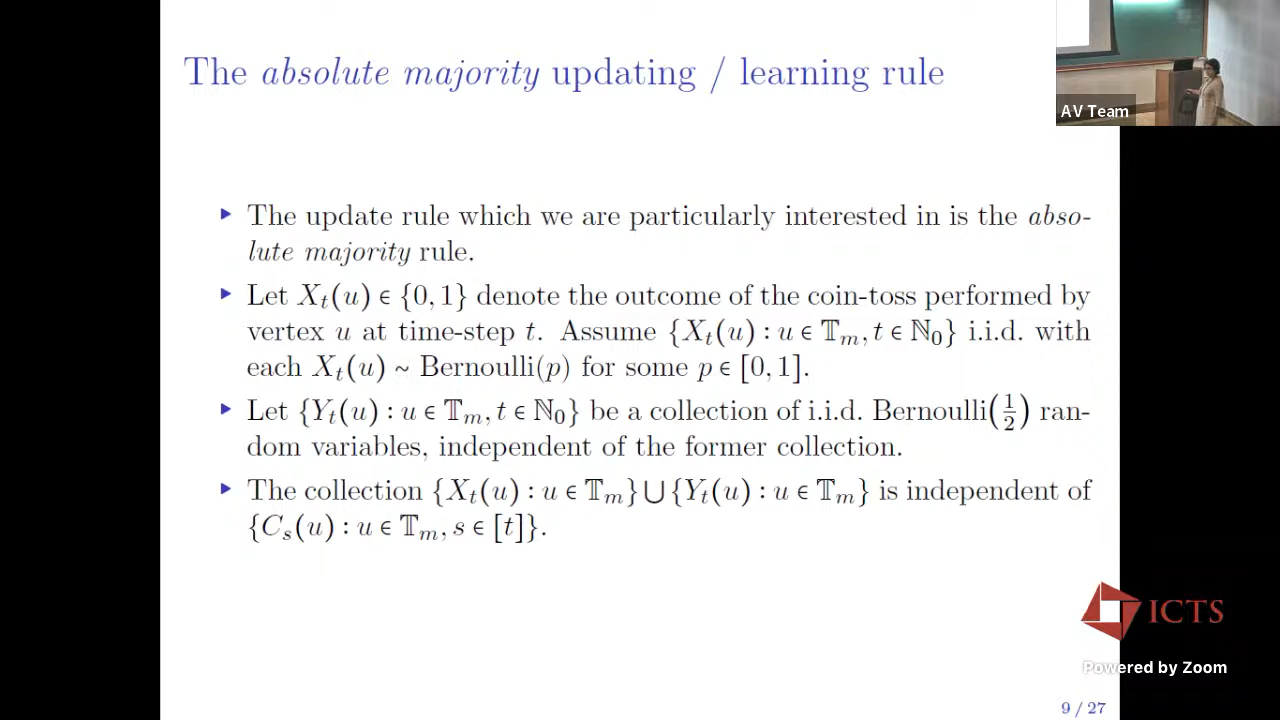 The absolute majority updating / learning rule
AV Team
▸ The update rule which we are particularly interested in is the abso-
lute majority rule.
▸ Let Xₜ(u) ∈ {0, 1} denote the outcome of the coin-toss performed by
vertex u at time-step t. Assume {Xₜ(u) : u ∈ 𝕋ₘ, t ∈ ℕ₀} i.i.d. with
each Xₜ(u) ~ Bernoulli(p) for some p ∈ [0, 1].
▸ Let {Yₜ(u) : u ∈ 𝕋ₘ, t ∈ ℕ₀} be a collection of i.i.d. Bernoulli(1/2) ran-
dom variables, independent of the former collection.
▸ The collection {Xₜ(u) : u ∈ 𝕋ₘ} ⋃ {Yₜ(u) : u ∈ 𝕋ₘ} is independent of
{Cₛ(u) : u ∈ 𝕋ₘ, s ∈ [t]}.
ICTS
Powered by Zoom
9 / 27